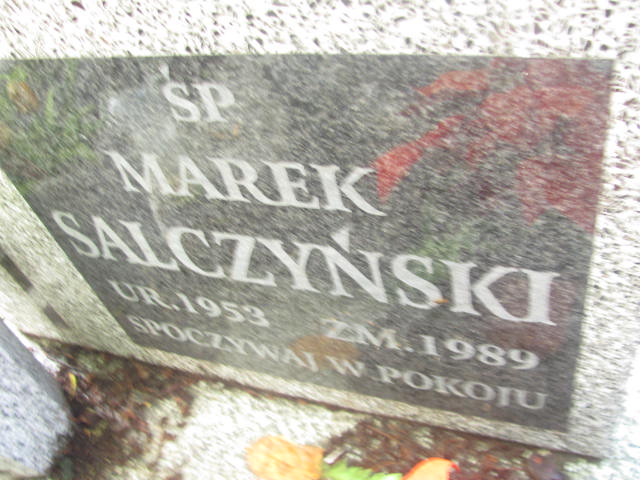 ŚP
MAREK
SALCZYŃSKI
UR. 1953 ZM. 1989
SPOCZYWAJ W POKOJU